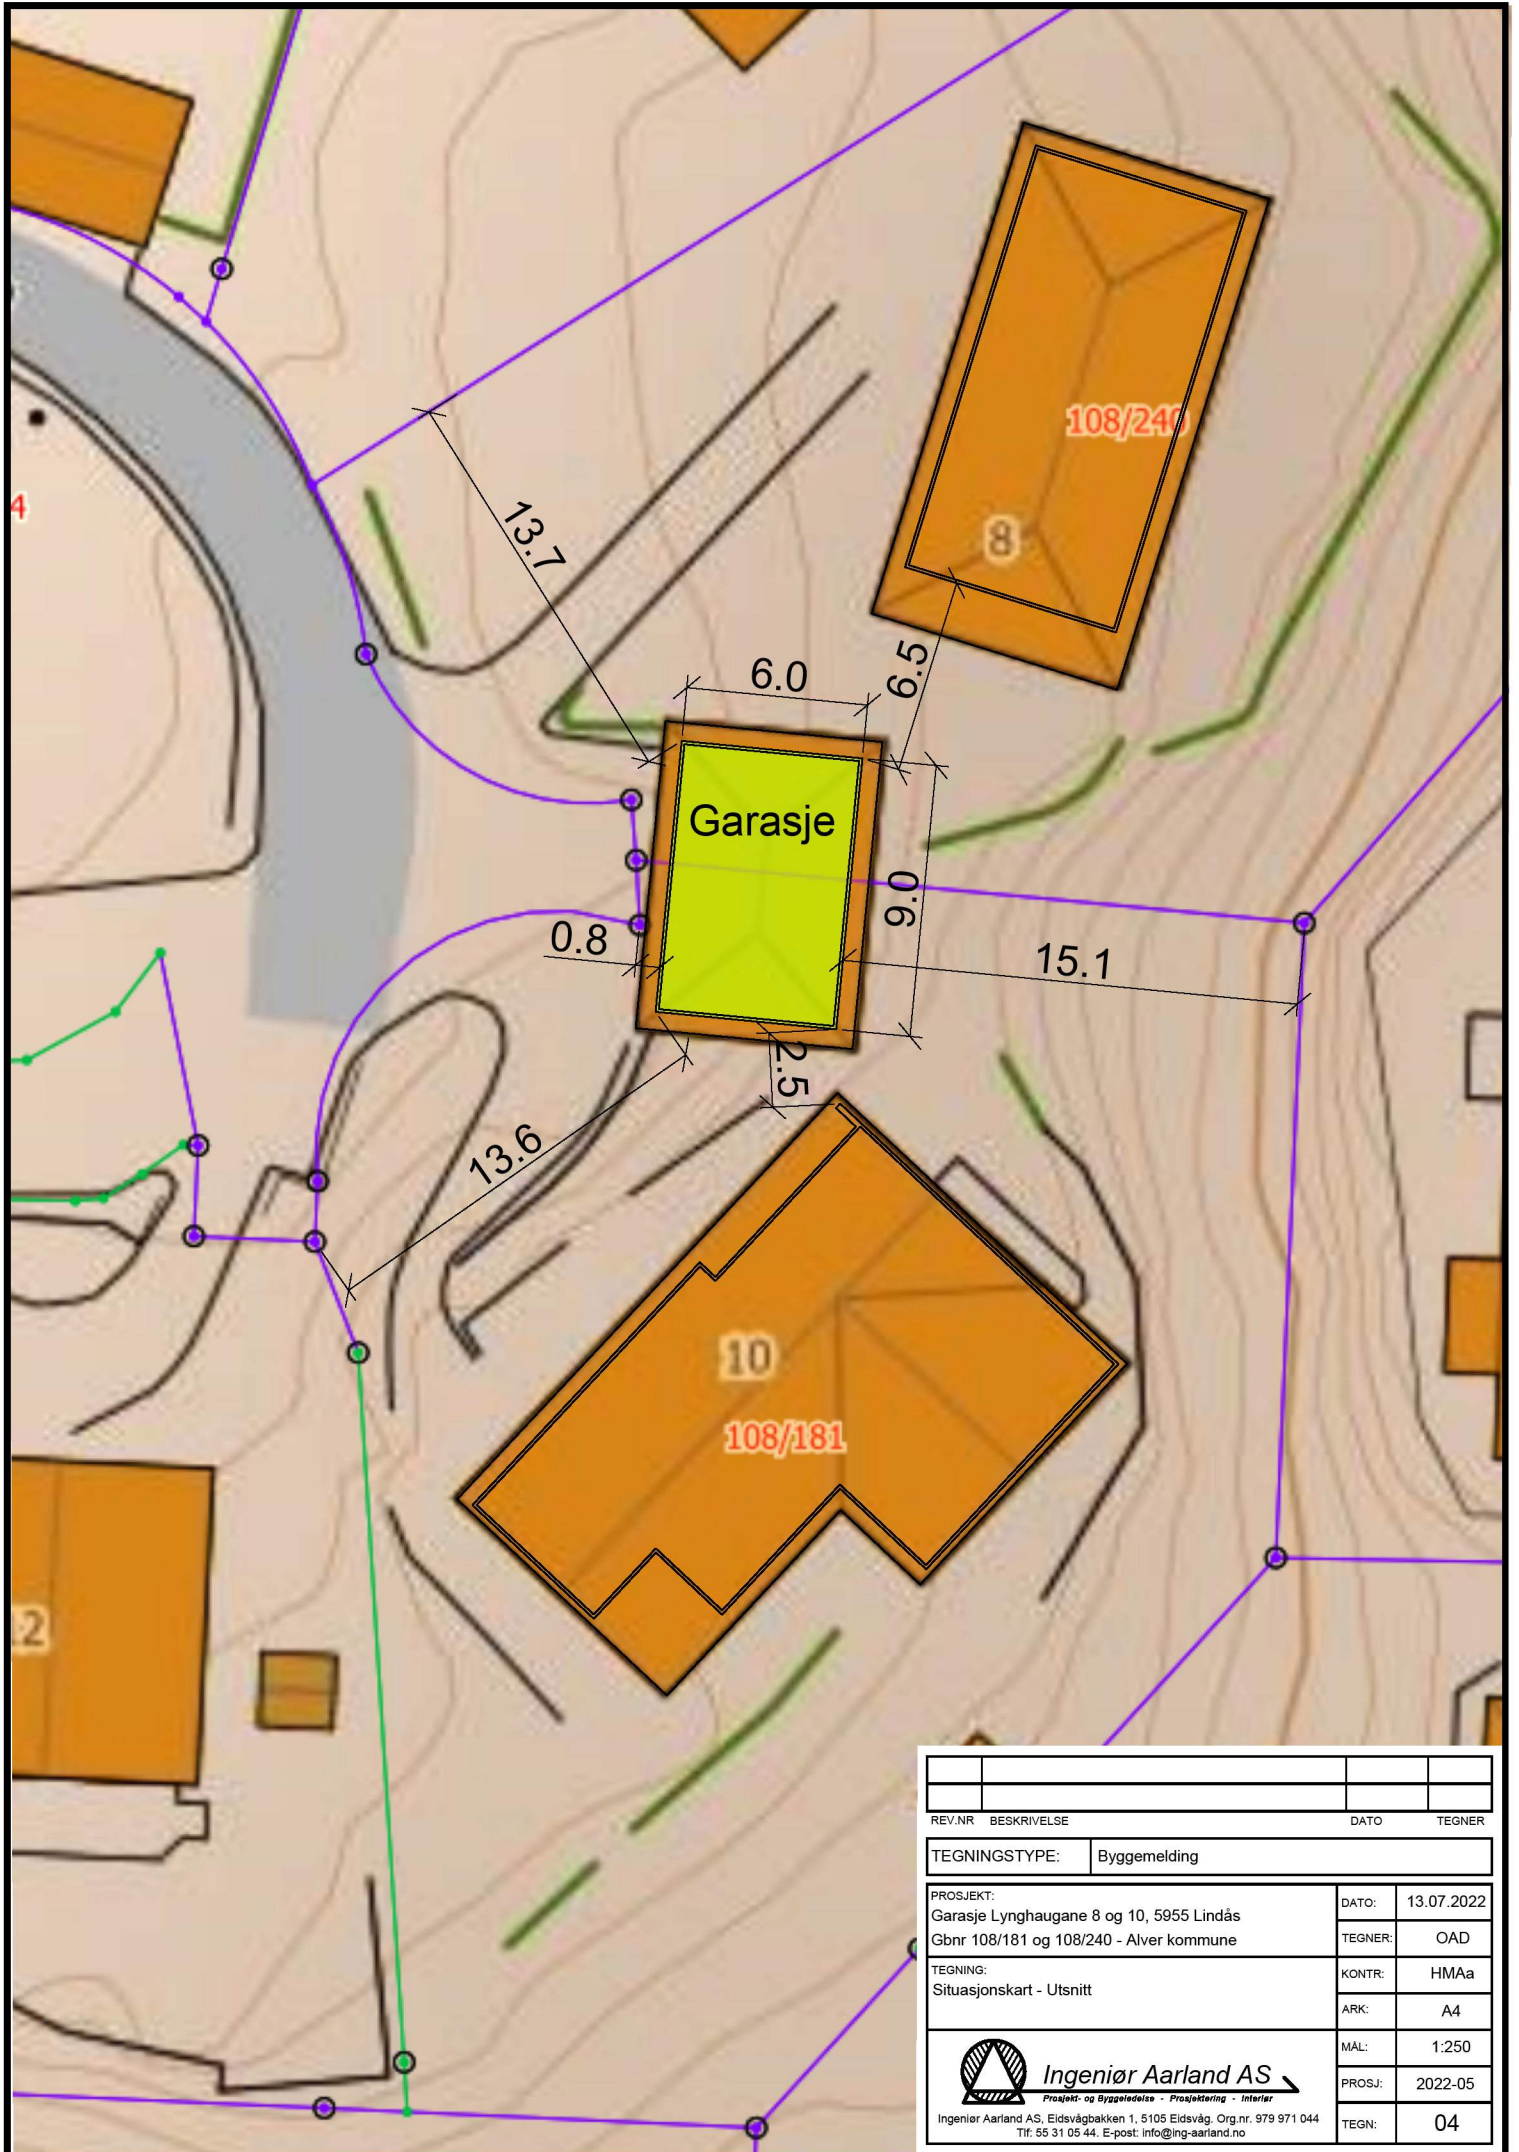 108/240
8
4
13.7
6.0
6.5
Garasje
9.0
0.8
15.1
2.5
13.6
10
108/181
12
REV.NR BESKRIVELSE DATO TEGNER
TEGNINGSTYPE: Byggemelding
PROSJEKT:
Garasje Lynghaugane 8 og 10, 5955 Lindås
Gbnr 108/181 og 108/240 - Alver kommune
DATO: 13.07.2022
TEGNER: OAD
TEGNING:
Situasjonskart - Utsnitt
KONTR: HMAa
ARK: A4
MÅL: 1:250
PROSJ: 2022-05
TEGN: 04
Ingeniør Aarland AS
Prosjekt- og Byggeledelse - Prosjektering - Interiør
Ingeniør Aarland AS, Eidsvågbakken 1, 5105 Eidsvåg. Org.nr. 979 971 044
Tlf: 55 31 05 44. E-post: info@ing-aarland.no